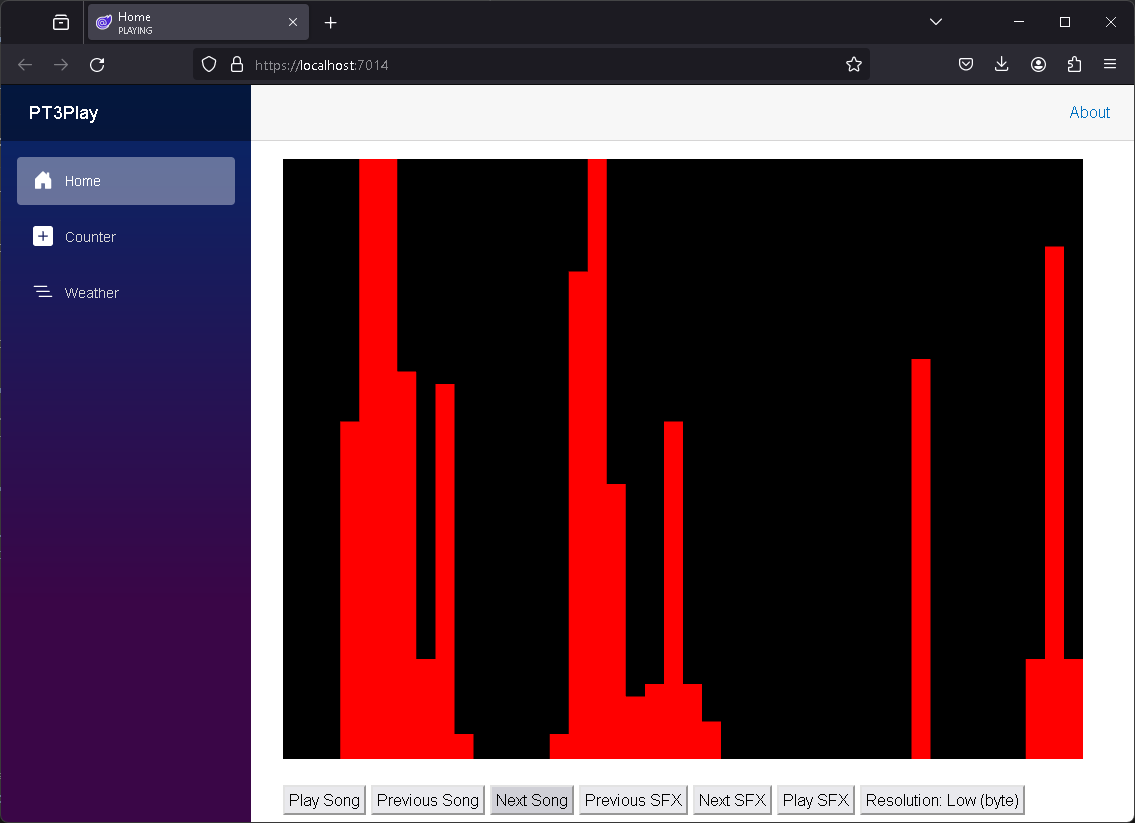 Home
PLAYING
https://localhost:7014
PT3Play
About
Home
Counter
Weather
Play Song
Previous Song
Next Song
Previous SFX
Next SFX
Play SFX
Resolution: Low (byte)